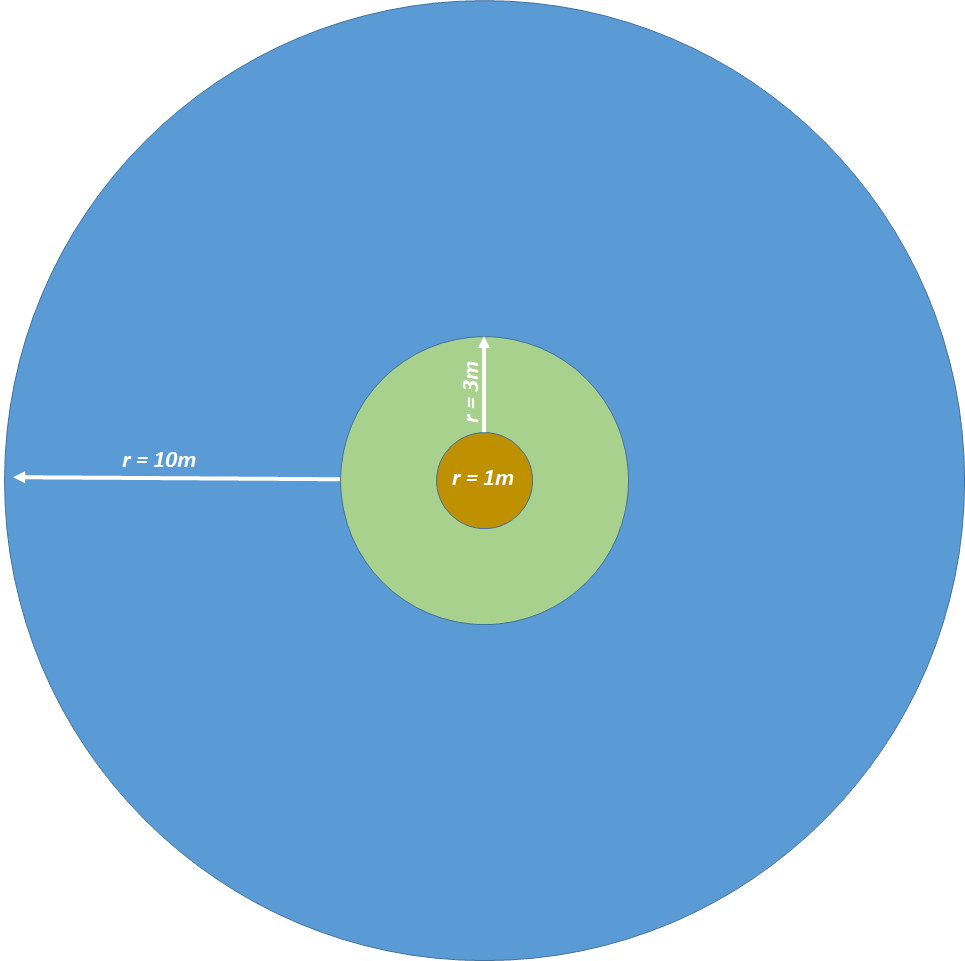 r = 3m
r = 10m
r = 1m